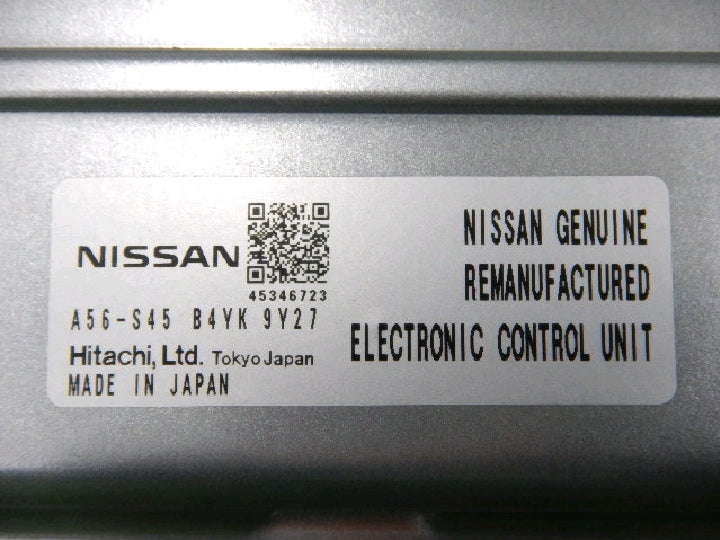 NISSAN
45346723
A56-S45 B4YK 9Y27
Hitachi, Ltd. Tokyo Japan
MADE IN JAPAN
NISSAN GENUINE
REMANUFACTURED
ELECTRONIC CONTROL UNIT